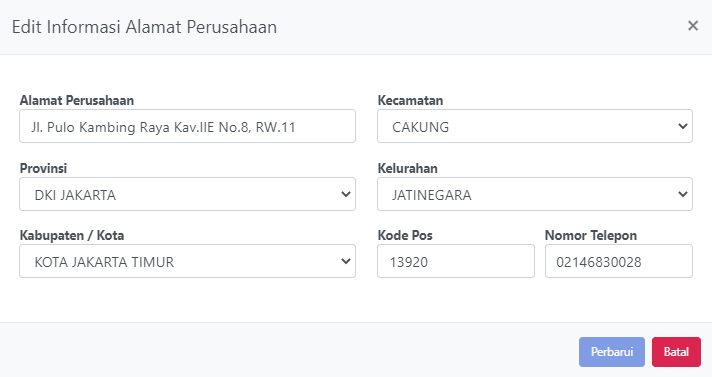 Edit Informasi Alamat Perusahaan
×
Alamat Perusahaan
Jl. Pulo Kambing Raya Kav.IIE No.8, RW.11
Kecamatan
CAKUNG
Provinsi
DKI JAKARTA
Kelurahan
JATINEGARA
Kabupaten / Kota
KOTA JAKARTA TIMUR
Kode Pos
13920
Nomor Telepon
02146830028
Perbarui
Batal